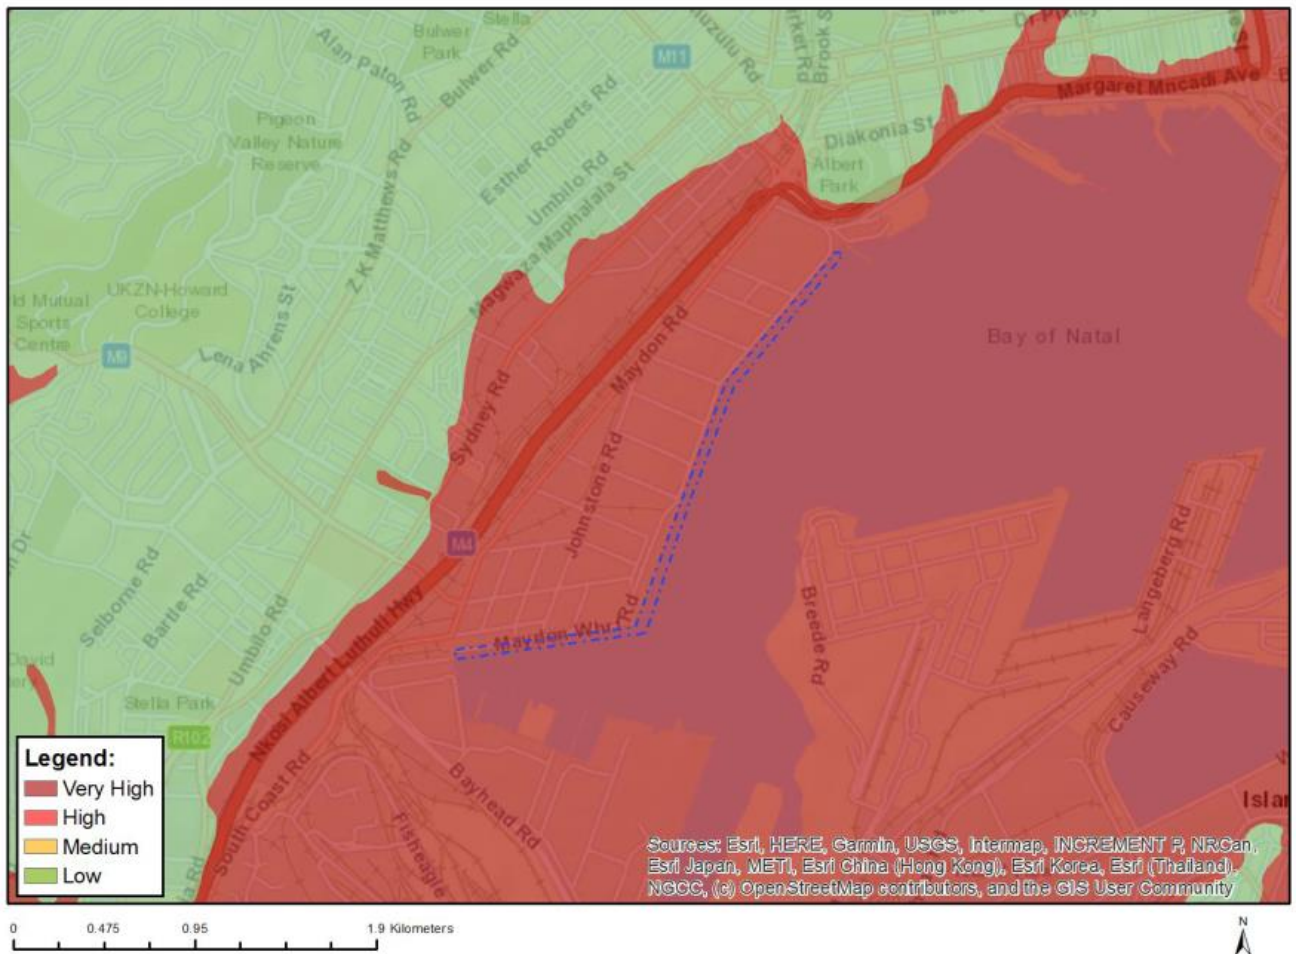 Stella
Bulwer
Park
Alan Paton Rd
Bulwer Rd
M11
Brook S
Margaret Mncadi Ave
Pigeon
Valley Nature
Reserve
Esther Roberts Rd
Diakonia St
Albert
Park
Umbilo Rd
Z K Matthews Rd
Magwaza Maphalala St
UKZN-Howard
College
ld Mutual
Sports
Centre
M8
Lena Ahrens St
Bay of Natal
Maydon Rd
Sydney Rd
Johnstone Rd
M4
Langeberg Rd
Breede Rd
Maydon Whrf Rd
Selborne Rd
Bartle Rd
Umbilo Rd
Nkosi Albert Luthuli Hwy
Causeway Rd
Stella Park
R102
South Coast Rd
Bayhead Rd
Fisheagle
Islan
Legend:
Very High
High
Medium
Low
Sources: Esri, HERE, Garmin, USGS, Intermap, INCREMENT P, NRCan,
Esri Japan, METI, Esri China (Hong Kong), Esri Korea, Esri (Thailand),
NGCC, (c) OpenStreetMap contributors, and the GIS User Community
0 0.475 0.95 1.9 Kilometers
N